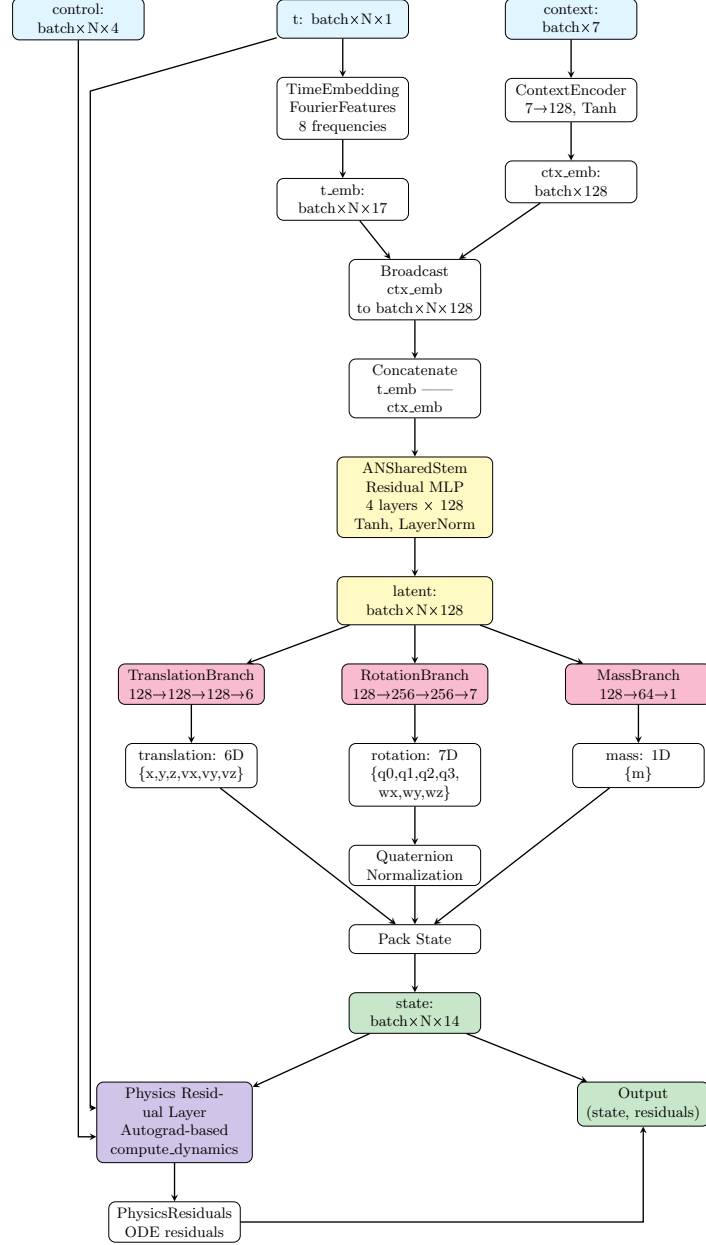 control:
batch×N×4
t: batch×N×1
context:
batch×7
TimeEmbedding
FourierFeatures
8 frequencies
ContextEncoder
7→128, Tanh
t_emb:
batch×N×17
ctx_emb:
batch×128
Broadcast
ctx_emb
to batch×N×128
Concatenate
t_emb ——
ctx_emb
ANSharedStem
Residual MLP
4 layers × 128
Tanh, LayerNorm
latent:
batch×N×128
TranslationBranch
128→128→128→6
RotationBranch
128→256→256→7
MassBranch
128→64→1
translation: 6D
{x,y,z,vx,vy,vz}
rotation: 7D
{q0,q1,q2,q3,
wx,wy,wz}
mass: 1D
{m}
Quaternion
Normalization
Pack State
state:
batch×N×14
Physics Resid-
ual Layer
Autograd-based
compute_dynamics
Output
(state, residuals)
PhysicsResiduals
ODE residuals